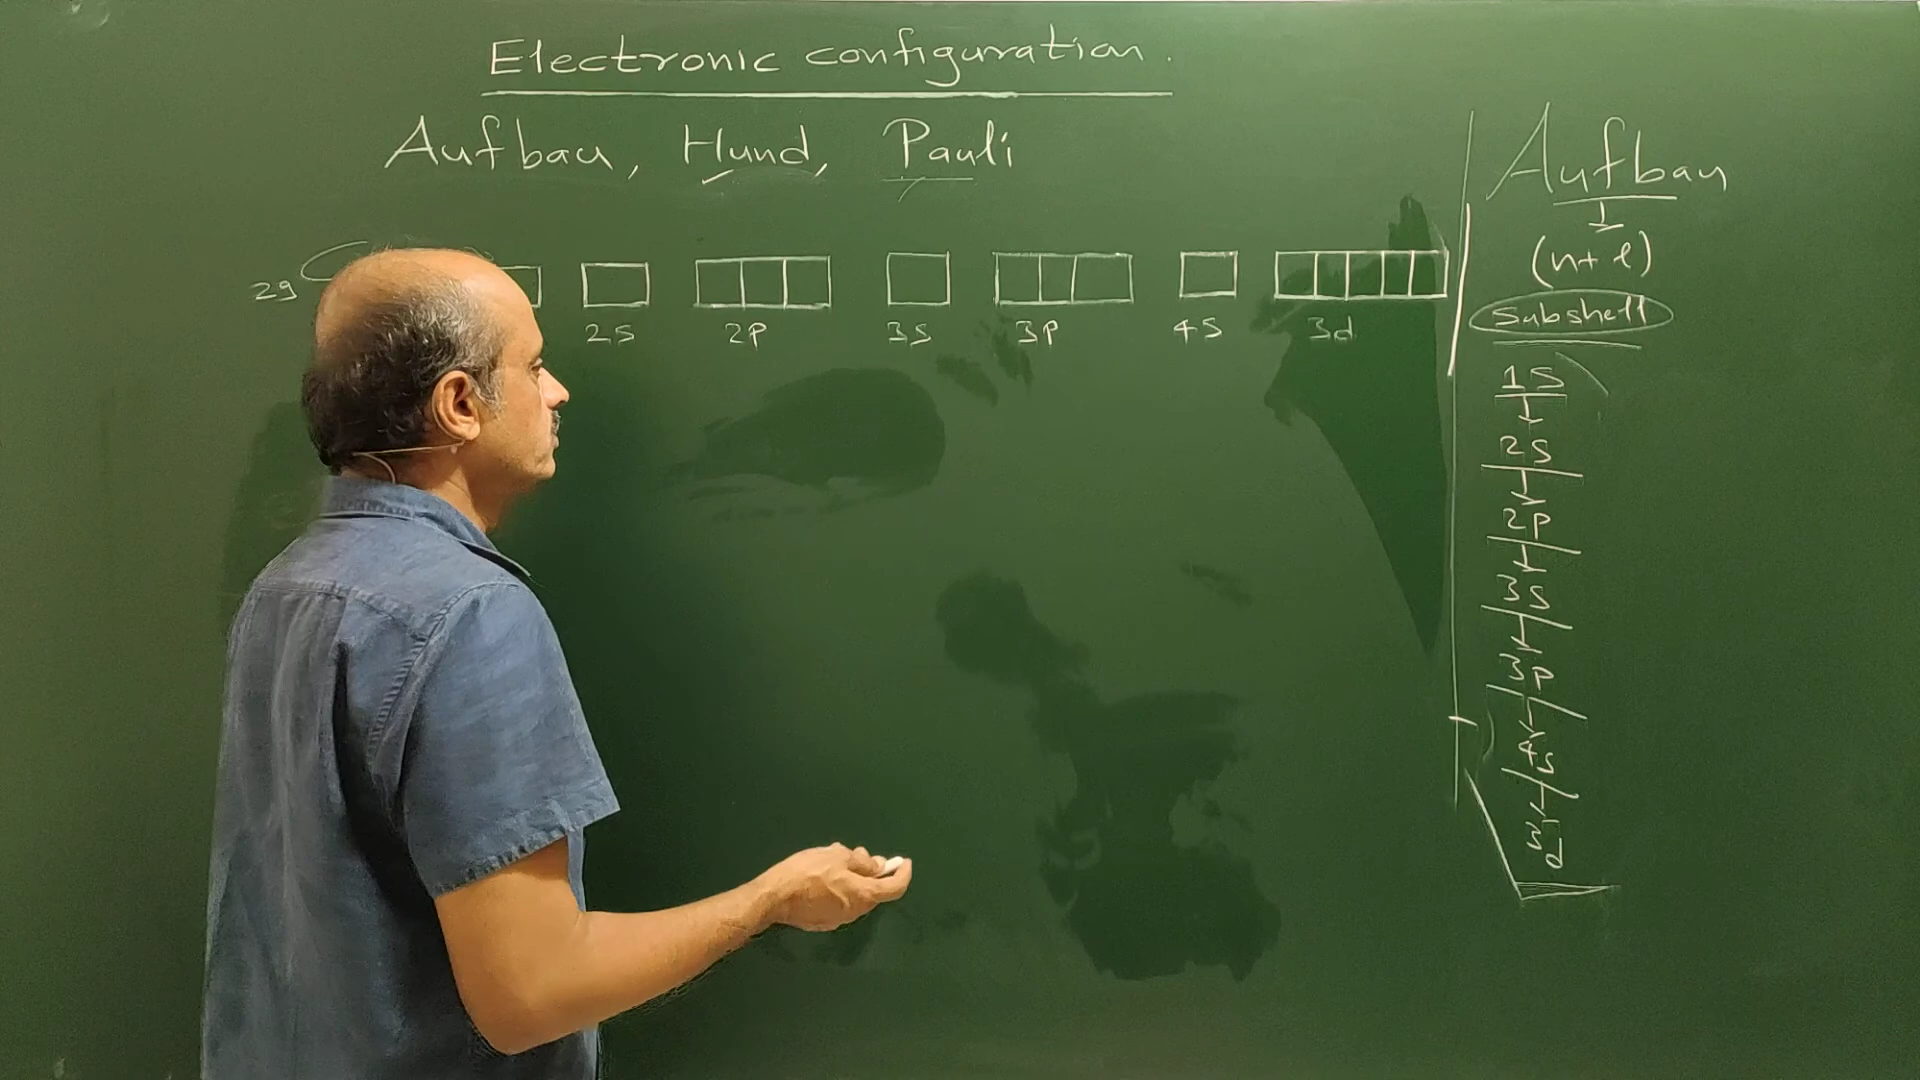 Electronic configuration.
Aufbau, Hund, Pauli
29
2s 2p 3s 3p 4s 3d
Aufbau
(n+l)
Subshell
1s
2s
2p
3s
3p
4s
3d